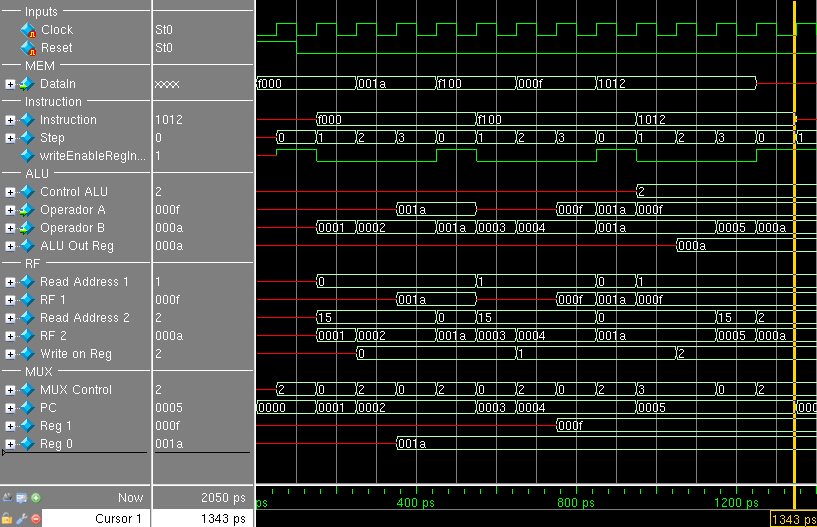 Inputs
Clock St0
Reset St0
MEM
DataIn xxxx f000 001a f100 000f 1012
Instruction
Instruction 1012 f000 f100 1012
Step 0 0 1 2 3 0 1 2 3 0 1 2 3 0 1
writeEnableRegIn... 1
ALU
Control ALU 2 2
Operador A 000f 001a 000f 001a 000f
Operador B 000a 0001 0002 001a 0003 0004 001a 0005 000a
ALU Out Reg 000a 000a
RF
Read Address 1 1 0 1 0 1
RF 1 000f 001a 000f 001a 000f
Read Address 2 2 15 0 15 0 15 2
RF 2 000a 0001 0002 001a 0003 0004 001a 0005 000a
Write on Reg 2 0 1 2
MUX
MUX Control 2 2 0 2 0 2 0 2 0 2 3 0 2
PC 0005 0000 0001 0002 0003 0004 0005 000
Reg 1 000f 000f
Reg 0 001a 001a
Now 2050 ps ps 400 ps 800 ps 1200 ps
Cursor 1 1343 ps 1343 ps